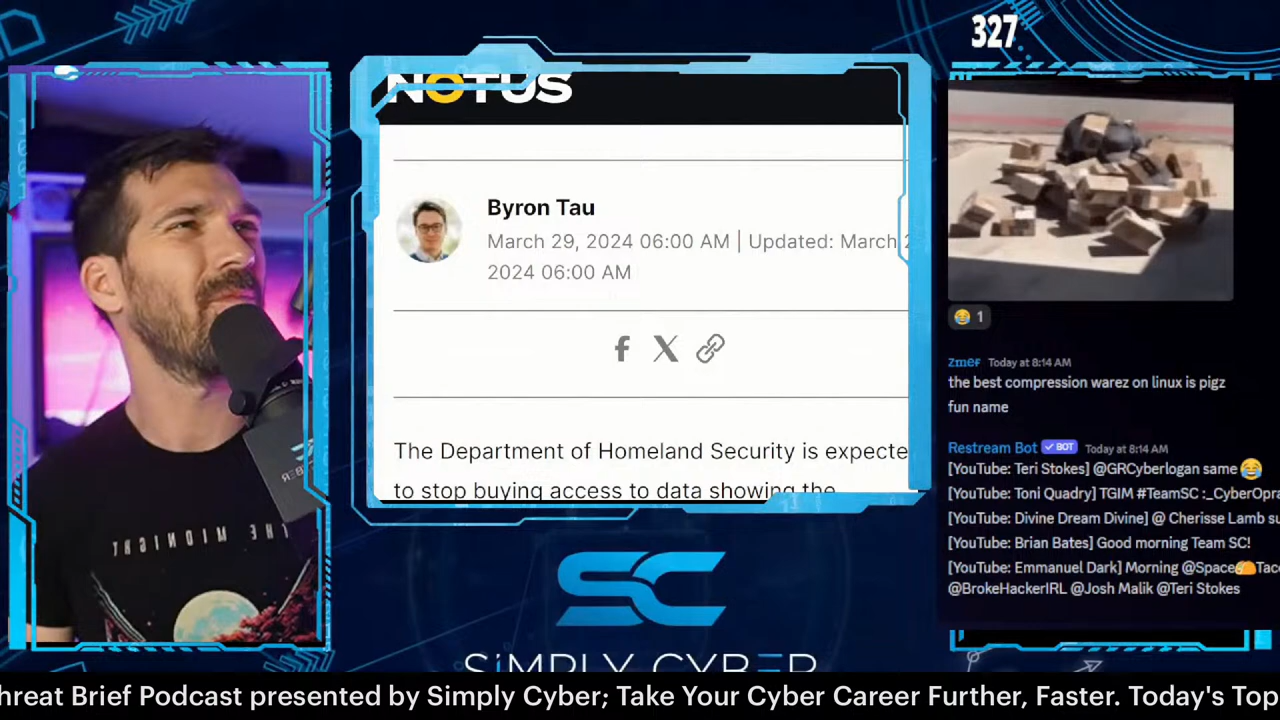 327
NOTUS
Byron Tau
March 29, 2024 06:00 AM | Updated: March
2024 06:00 AM
The Department of Homeland Security is expecte
to stop buying access to data showing the
THE MIDNIGHT
😂 1
zmef Today at 8:14 AM
the best compression warez on linux is pigz
fun name
Restream Bot ✓ BOT Today at 8:14 AM
[YouTube: Teri Stokes] @GRCyberlogan same 😂
[YouTube: Toni Quadry] TGIM #TeamSC :_CyberOpra
[YouTube: Divine Dream Divine] @ Cherisse Lamb su
[YouTube: Brian Bates] Good morning Team SC!
[YouTube: Emmanuel Dark] Morning @Space🌮Tac
@BrokeHackerIRL @Josh Malik @Teri Stokes
SC
SiMPLY CYBER
hreat Brief Podcast presented by Simply Cyber; Take Your Cyber Career Further, Faster. Today's Top